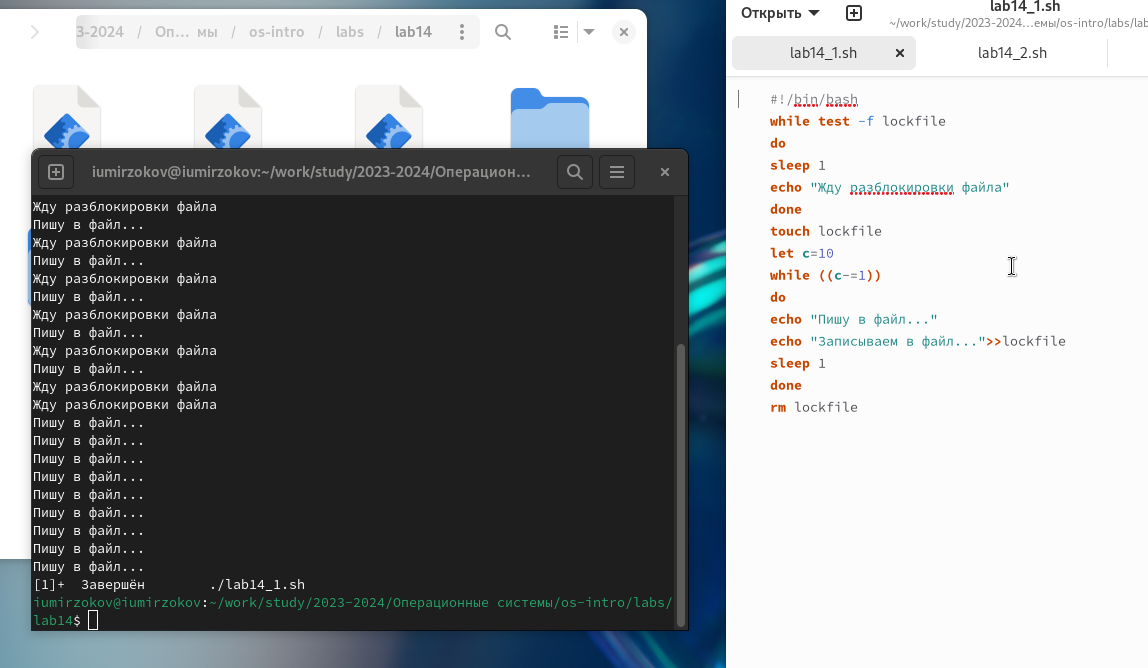 3-2024 / Оп... мы / os-intro / labs / lab14
iumirzokov@iumirzokov:~/work/study/2023-2024/Операцион...
Жду разблокировки файла
Пишу в файл...
Жду разблокировки файла
Пишу в файл...
Жду разблокировки файла
Пишу в файл...
Жду разблокировки файла
Пишу в файл...
Жду разблокировки файла
Пишу в файл...
Жду разблокировки файла
Жду разблокировки файла
Пишу в файл...
Пишу в файл...
Пишу в файл...
Пишу в файл...
Пишу в файл...
Пишу в файл...
Пишу в файл...
Пишу в файл...
Пишу в файл...
[1]+  Завершён        ./lab14_1.sh
iumirzokov@iumirzokov:~/work/study/2023-2024/Операционные системы/os-intro/labs/
lab14$
Открыть
lab14_1.sh
~/work/study/2023-2024...емы/os-intro/labs/lab
lab14_1.sh
lab14_2.sh
#!/bin/bash
while test -f lockfile
do
sleep 1
echo "Жду разблокировки файла"
done
touch lockfile
let c=10
while ((c-=1))
do
echo "Пишу в файл..."
echo "Записываем в файл...">>lockfile
sleep 1
done
rm lockfile